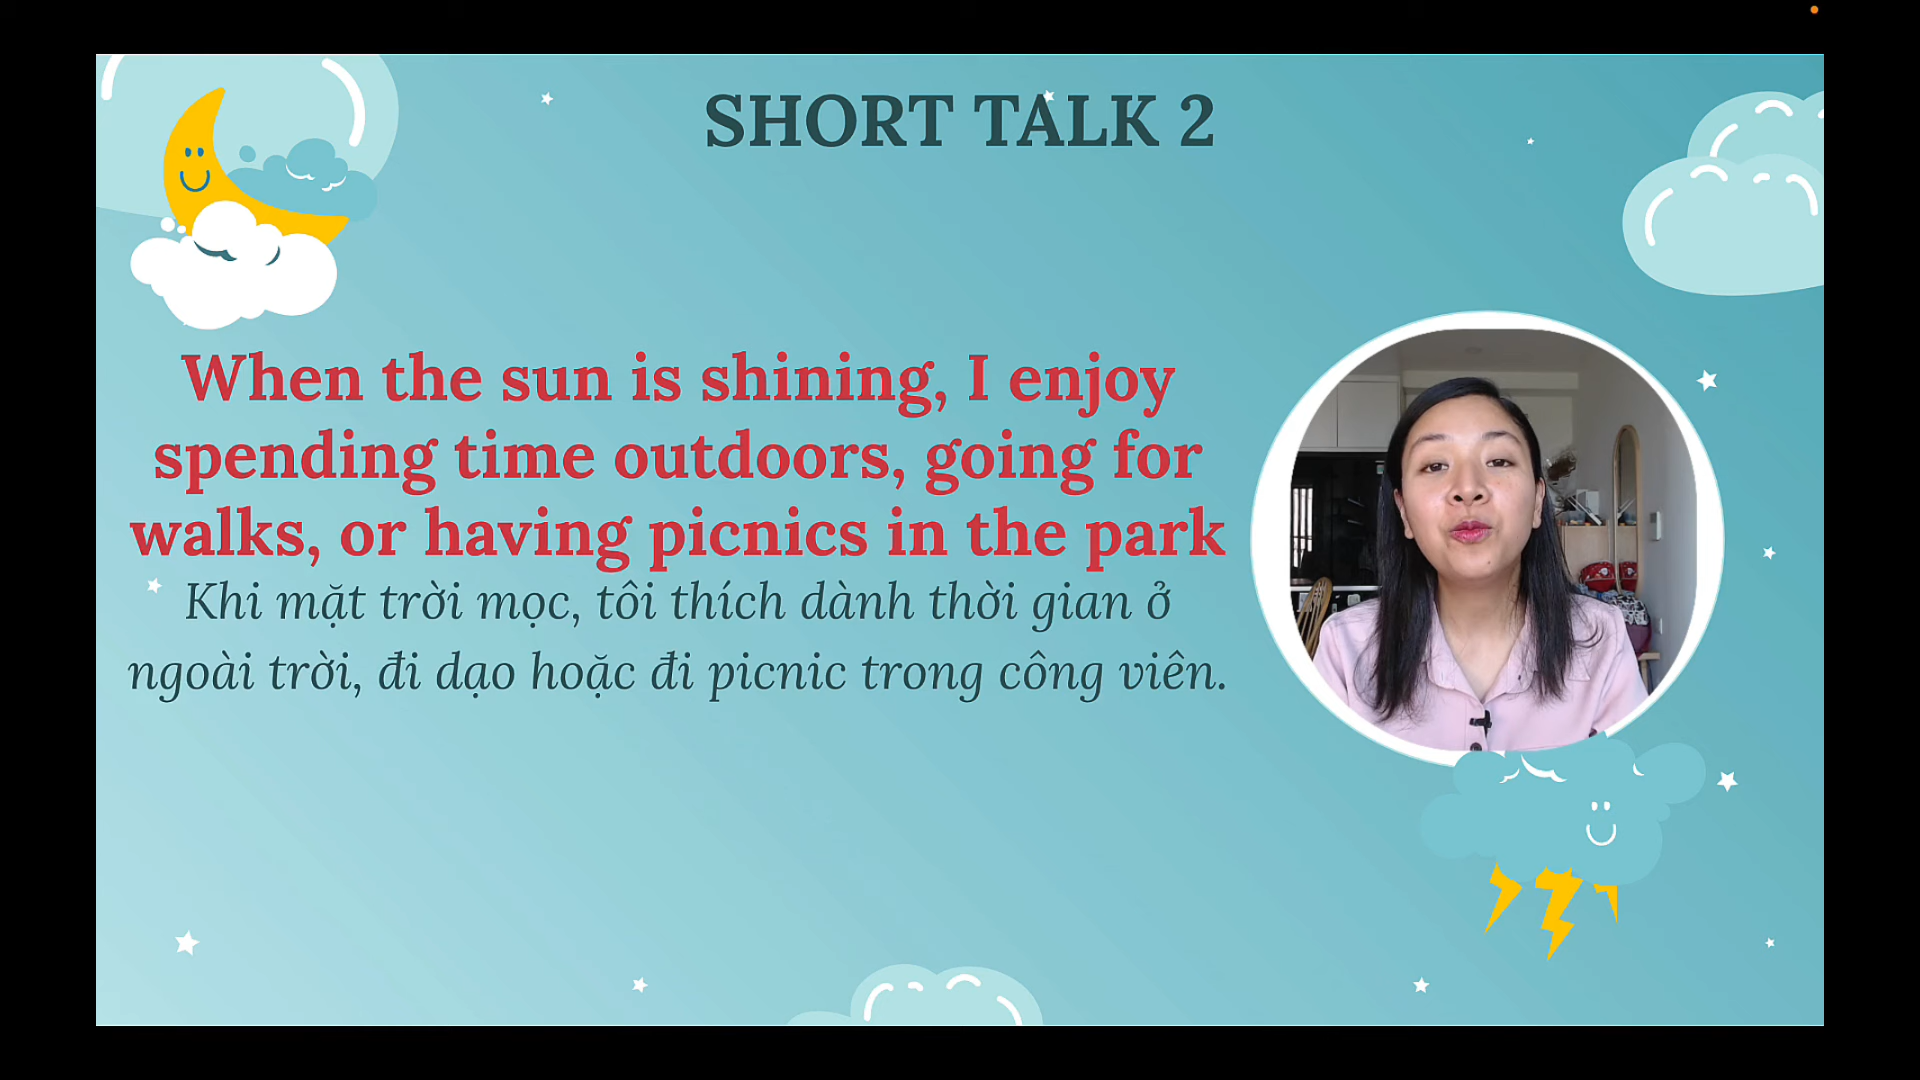 SHORT TALK 2
When the sun is shining, I enjoy
spending time outdoors, going for
walks, or having picnics in the park
Khi mặt trời mọc, tôi thích dành thời gian ở
ngoài trời, đi dạo hoặc đi picnic trong công viên.